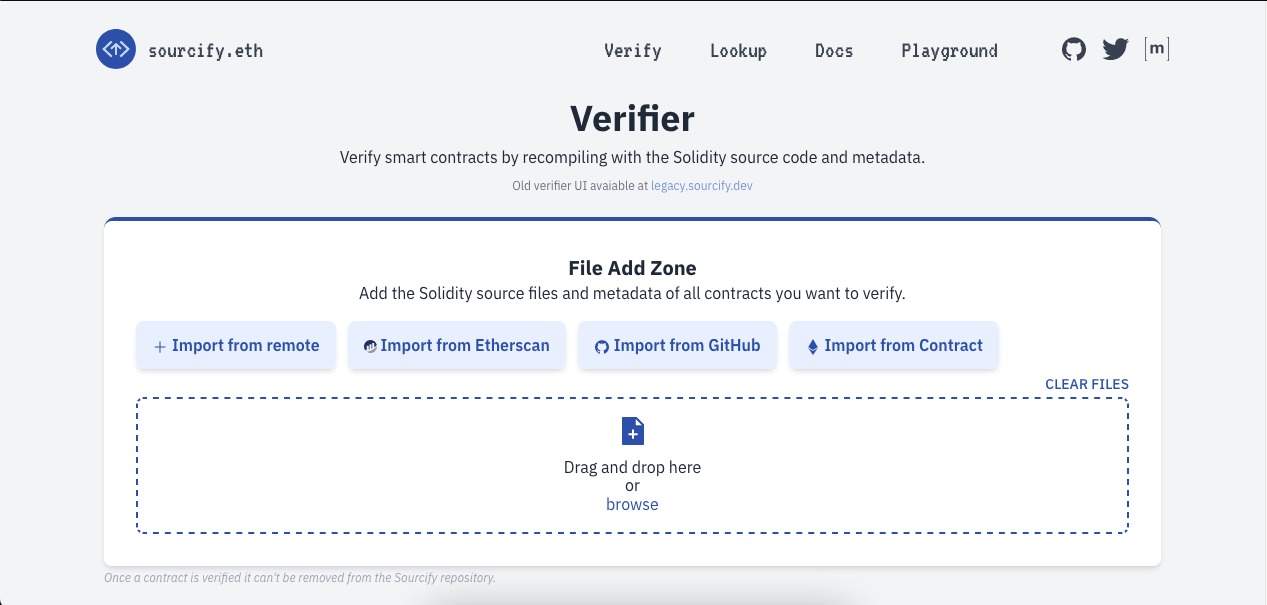 sourcify.eth Verify Lookup Docs Playground [m]
Verifier
Verify smart contracts by recompiling with the Solidity source code and metadata.
Old verifier UI avaiable at legacy.sourcify.dev
File Add Zone
Add the Solidity source files and metadata of all contracts you want to verify.
Import from remote Import from Etherscan Import from GitHub Import from Contract
CLEAR FILES
Drag and drop here
or
browse
Once a contract is verified it can't be removed from the Sourcify repository.